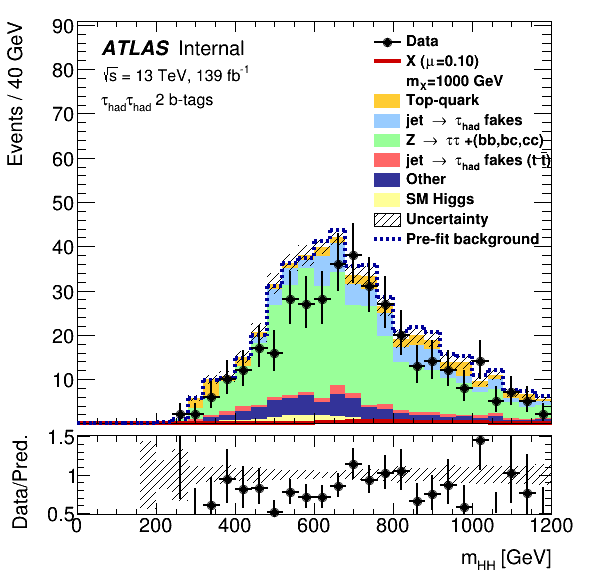 Events / 40 GeV
90
80
70
60
50
40
30
20
10
ATLAS Internal
√s = 13 TeV, 139 fb⁻¹
τhadτhad 2 b-tags
Data
X (μ=0.10)
mX=1000 GeV
Top-quark
jet → τhad fakes
Z → ττ +(bb,bc,cc)
jet → τhad fakes (tt̄)
Other
SM Higgs
Uncertainty
Pre-fit background
Data/Pred.
1.5
1
0.5
0 200 400 600 800 1000 1200
mHH [GeV]